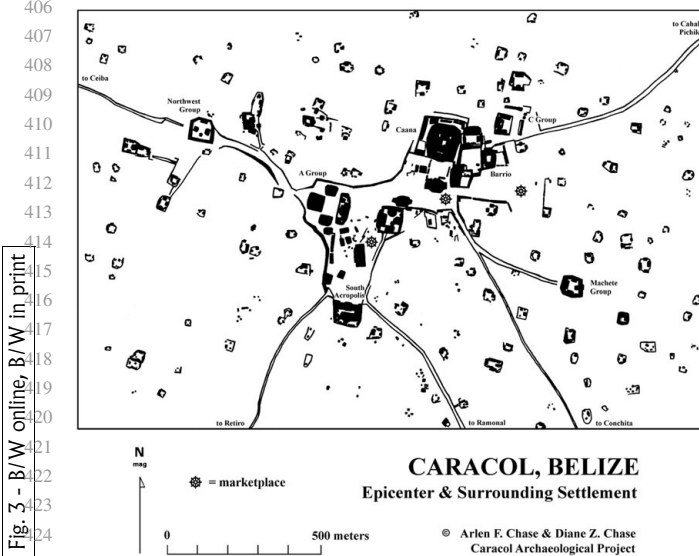 406
407
408
409
410
411
412
413
414
415
416
417
418
419
420
421
422
423
424
Fig. 3 - B/W online, B/W in print
to Cahal
Pichik
to Ceiba
Northwest
Group
Caana
C Group
A Group
Barrio
South
Acropolis
Machete
Group
to Retiro
to Ramonal
to Conchita
N
mag
= marketplace
0 500 meters
CARACOL, BELIZE
Epicenter & Surrounding Settlement
© Arlen F. Chase & Diane Z. Chase
Caracol Archaeological Project